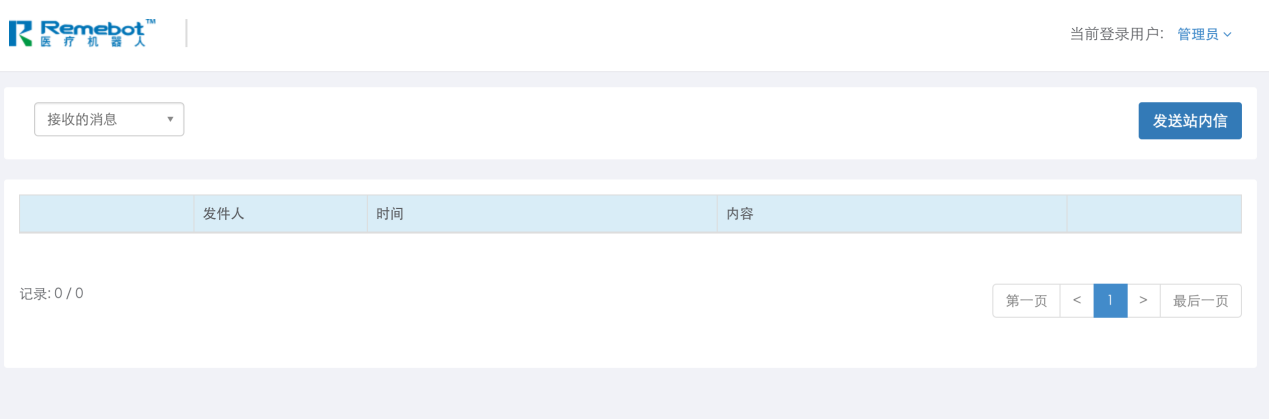 Remebot™
医疗机器人
当前登录用户: 管理员
接收的消息
发送站内信
发件人 时间 内容
记录: 0 / 0
第一页 < 1 > 最后一页